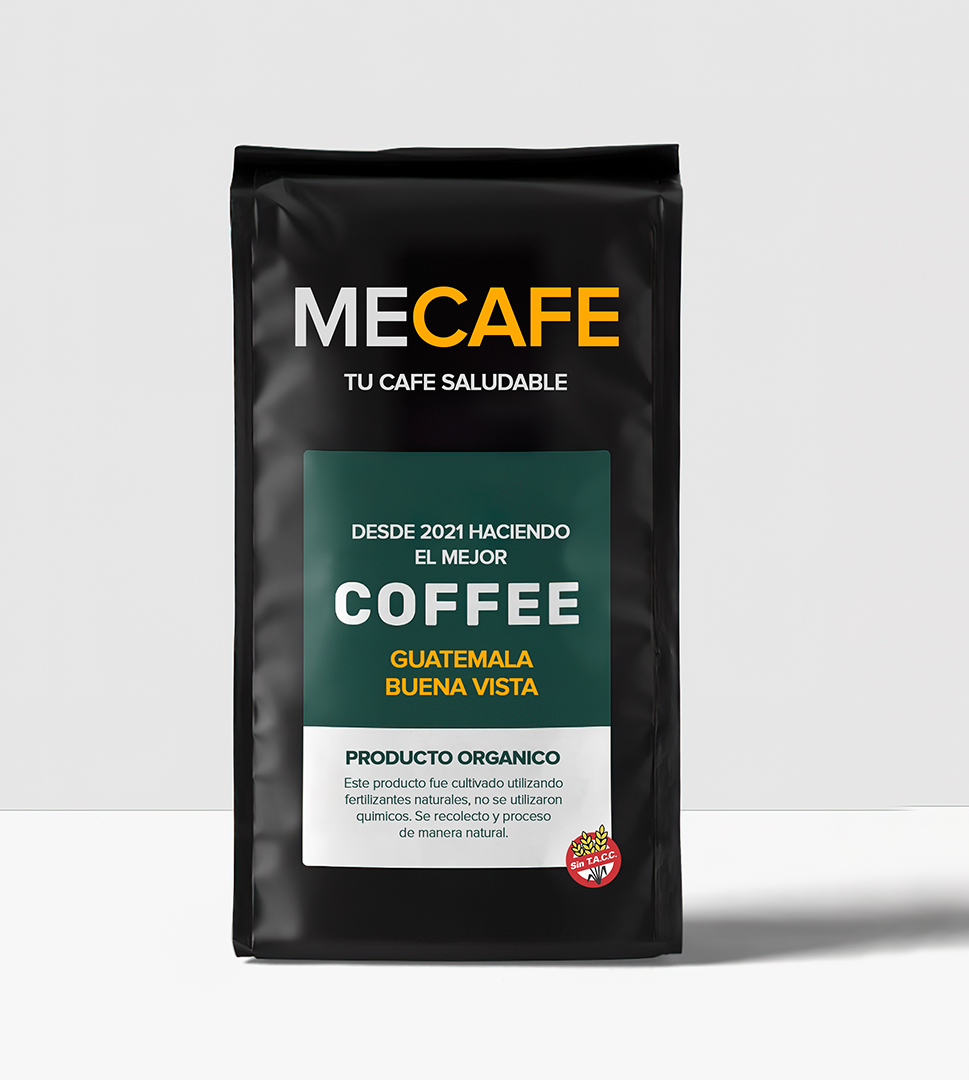 MECAFE
TU CAFE SALUDABLE
DESDE 2021 HACIENDO
EL MEJOR
COFFEE
GUATEMALA
BUENA VISTA
PRODUCTO ORGANICO
Este producto fue cultivado utilizando
fertilizantes naturales, no se utilizaron
quimicos. Se recolecto y proceso
de manera natural.
Sin T.A.C.C.